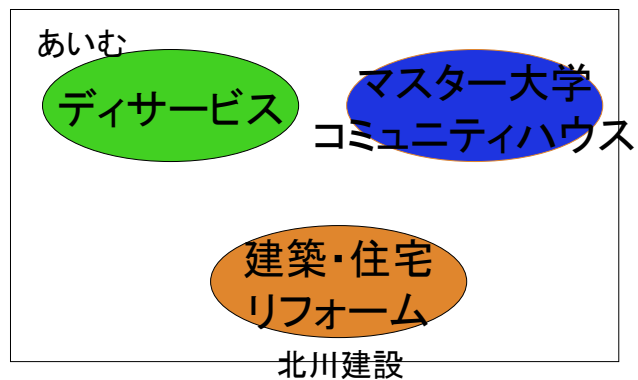 あいむ
ディサービス
マスター大学
コミュニティハウス
建築・住宅
リフォーム
北川建設